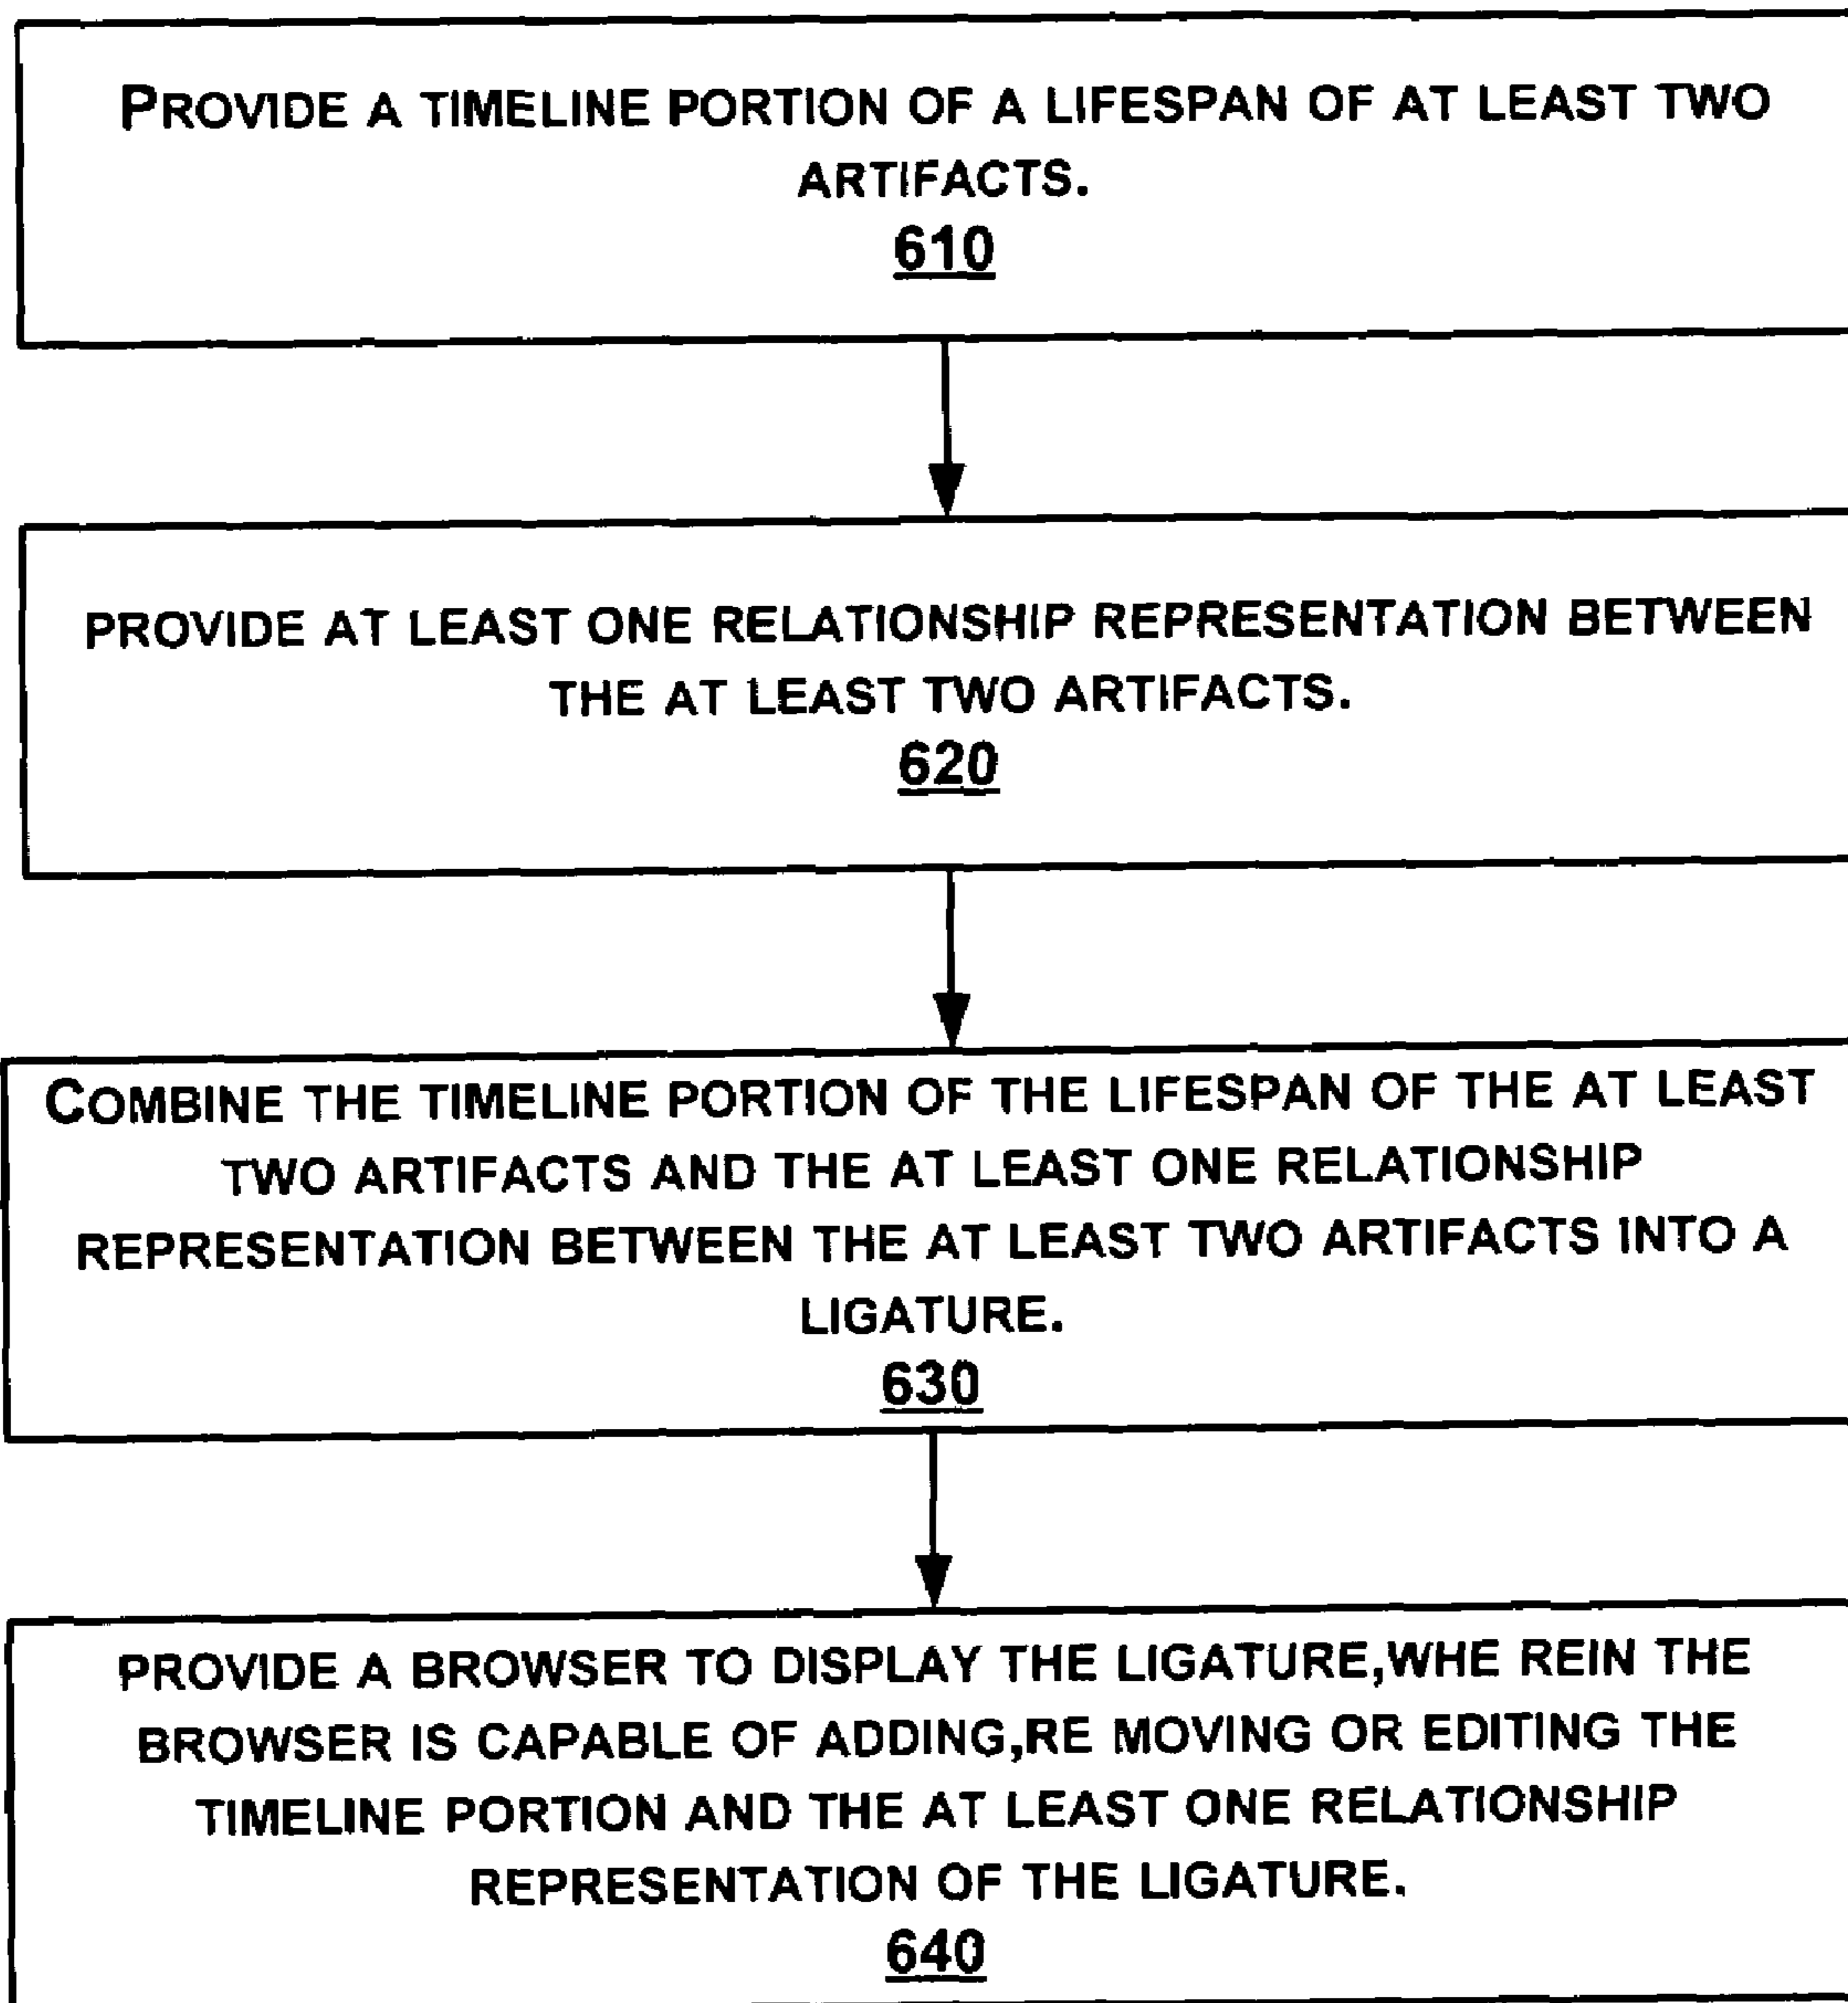 PROVIDE A TIMELINE PORTION OF A LIFESPAN OF AT LEAST TWO
ARTIFACTS.
610
PROVIDE AT LEAST ONE RELATIONSHIP REPRESENTATION BETWEEN
THE AT LEAST TWO ARTIFACTS.
620
COMBINE THE TIMELINE PORTION OF THE LIFESPAN OF THE AT LEAST
TWO ARTIFACTS AND THE AT LEAST ONE RELATIONSHIP
REPRESENTATION BETWEEN THE AT LEAST TWO ARTIFACTS INTO A
LIGATURE.
630
PROVIDE A BROWSER TO DISPLAY THE LIGATURE,WHE REIN THE
BROWSER IS CAPABLE OF ADDING,RE MOVING OR EDITING THE
TIMELINE PORTION AND THE AT LEAST ONE RELATIONSHIP
REPRESENTATION OF THE LIGATURE.
640